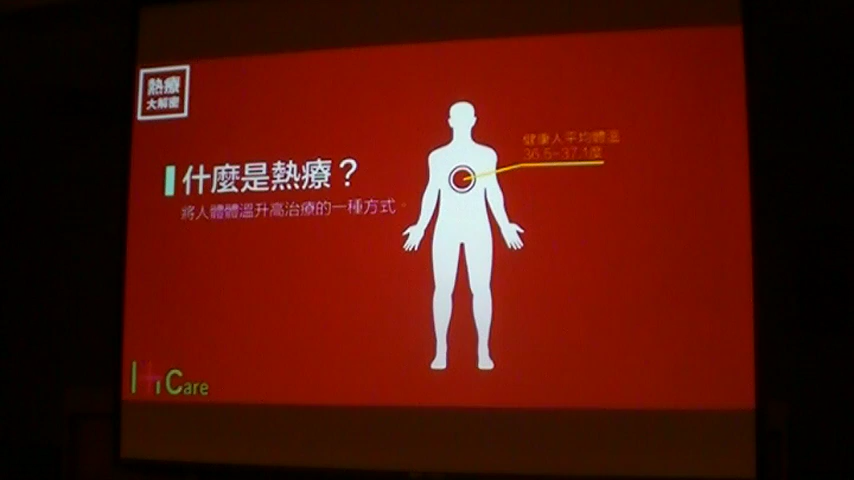 熱療
大解密
什麼是熱療？
將人體體溫升高治療的一種方式。
健康人平均體溫
36.5~37.1度
Care